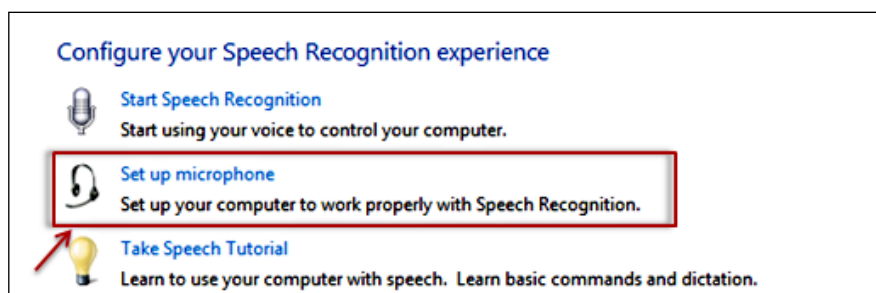 Configure your Speech Recognition experience
Start Speech Recognition
Start using your voice to control your computer.
Set up microphone
Set up your computer to work properly with Speech Recognition.
Take Speech Tutorial
Learn to use your computer with speech.  Learn basic commands and dictation.